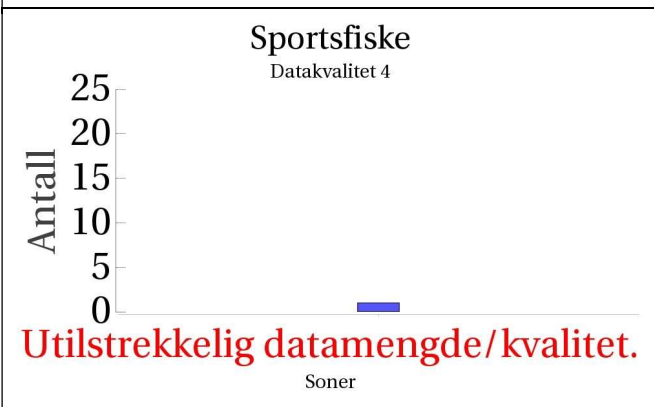 Sportsfiske
Datakvalitet 4
25
20
15
10
5
0
Antall
Utilstrekkelig datamengde/kvalitet.
Soner